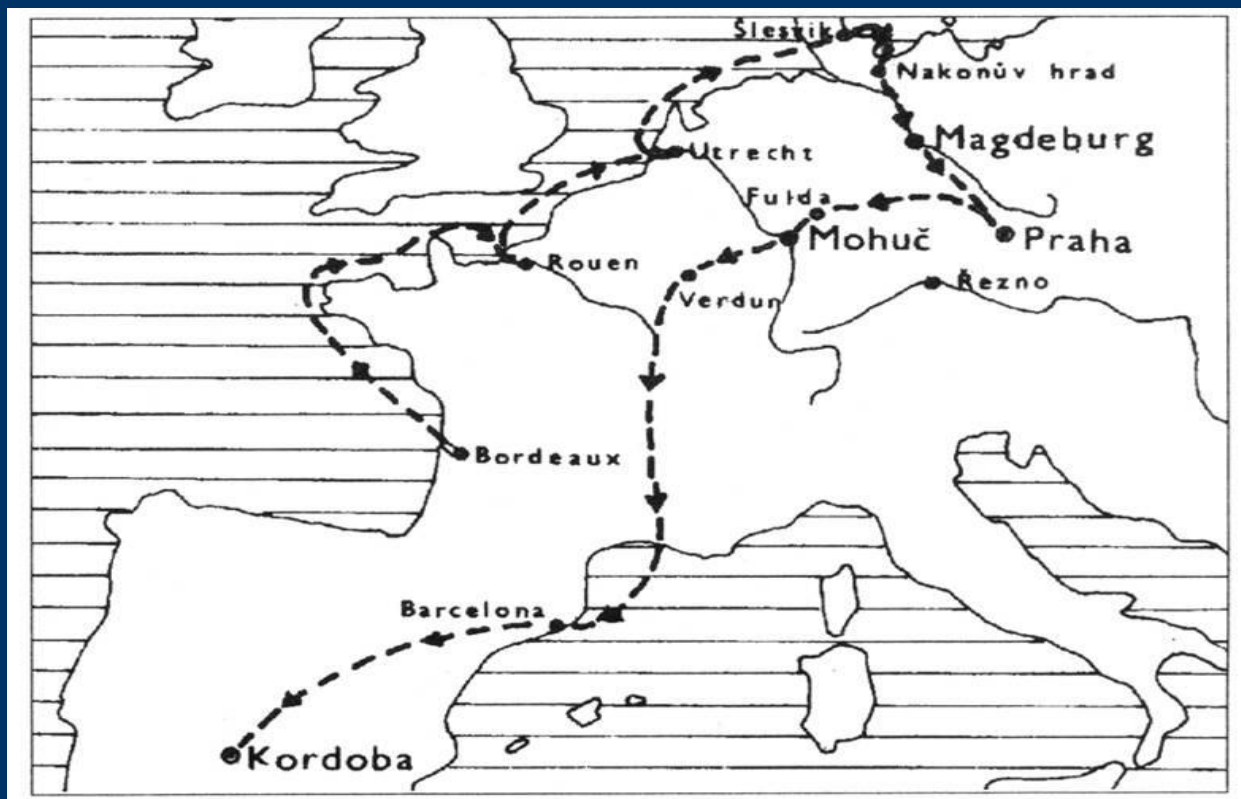 Šlesvik
Nakonův hrad
Magdeburg
Utrecht
Fulda
Mohuč
Praha
Rouen
Verdun
Řezno
Bordeaux
Barcelona
Kordoba